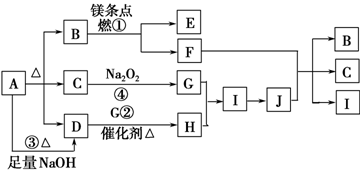 镁条点
燃① E
B
F B
Na₂O₂
A △ C ④ G C
I J
G②
D 催化剂△ H I
③△
足量NaOH